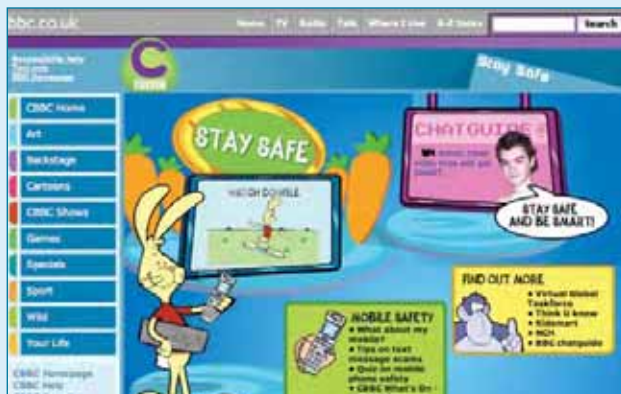 bbc.co.uk
Home TV Radio Talk Where I Live A-Z Index Search
C
Stay Safe
CBBC Home
Art
Backstage
Cartoons
CBBC Shows
Games
Specials
Sport
Wild
Your Life
CBBC Homepage
CBBC Help
STAY SAFE
WATCH DONGLE
CHATGUIDE
STAY SAFE
AND BE SMART!
MOBILE SAFETY
• What about my
mobile?
• Tips on text
message scams
• Quiz on mobile
phone safety
• CBBC What's On -
FIND OUT MORE
• Virtual Global
Taskforce
• Think U know
• Kidsmart
• NCH
• BBC chatguide